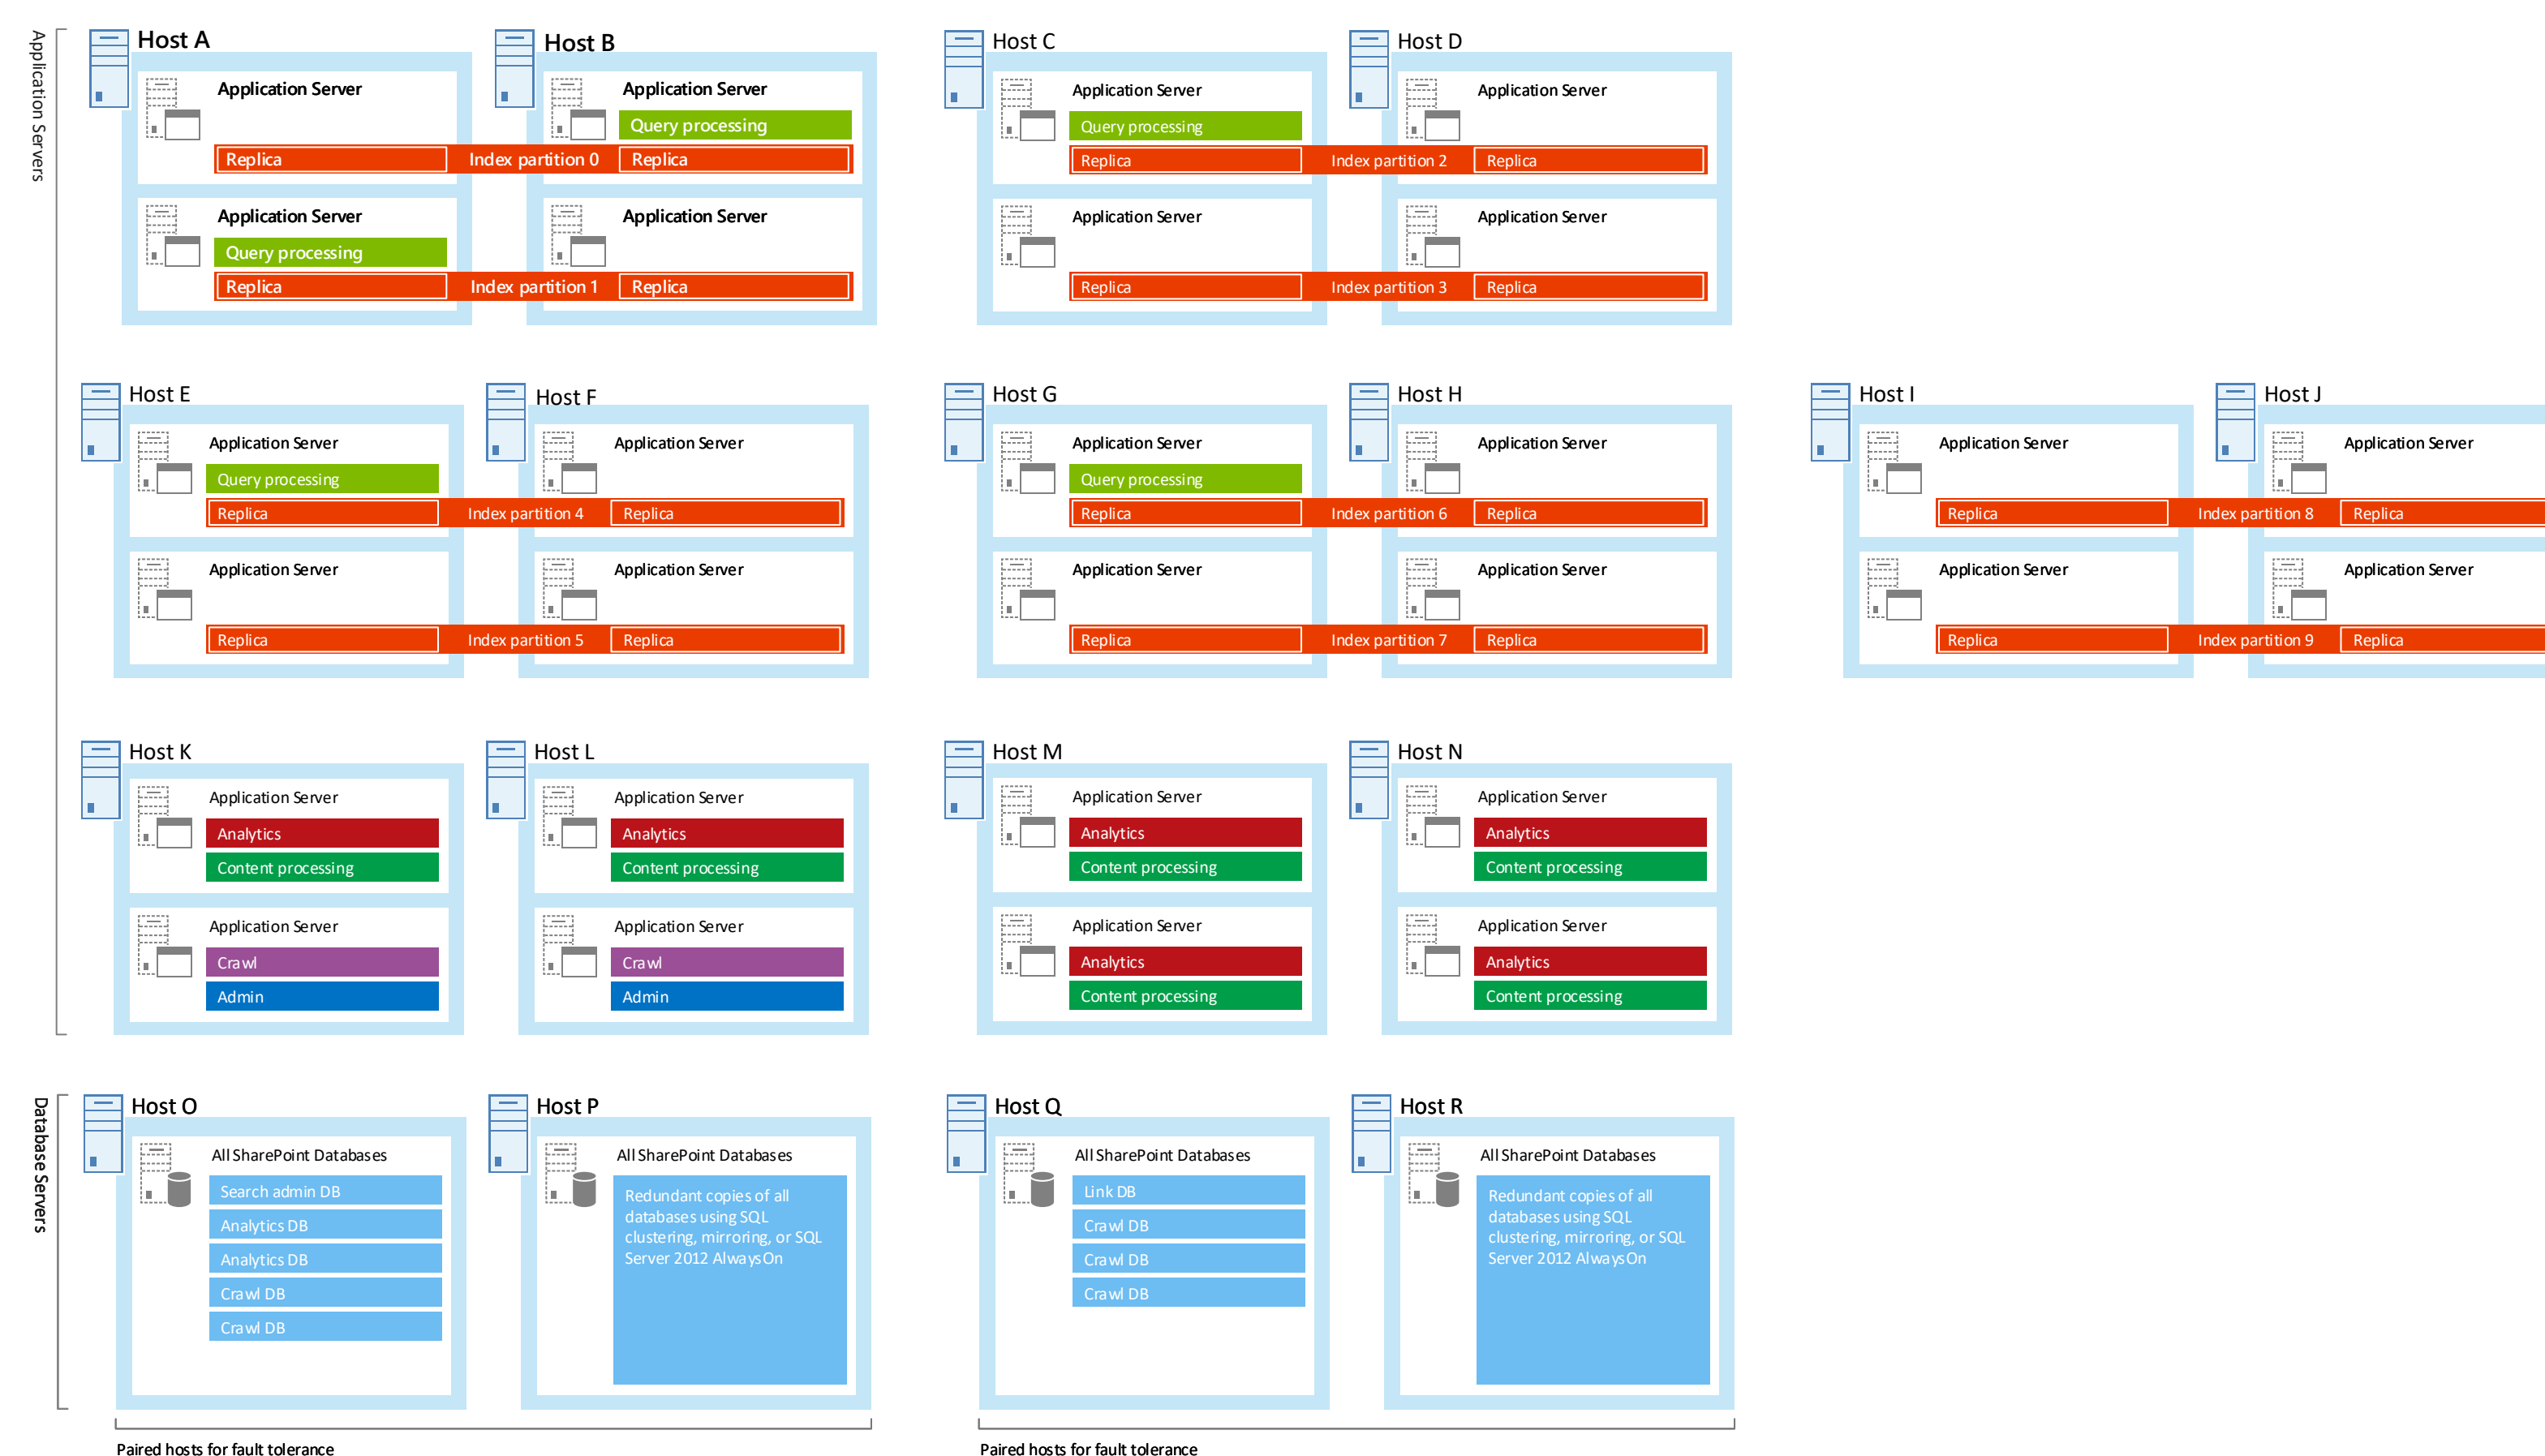 Application Servers
Host A
Application Server
Replica
Index partition 0
Application Server
Query processing
Replica
Index partition 1
Host B
Application Server
Query processing
Replica
Application Server
Replica
Host C
Application Server
Query processing
Replica
Index partition 2
Application Server
Replica
Index partition 3
Host D
Application Server
Replica
Application Server
Replica
Host E
Application Server
Query processing
Replica
Index partition 4
Application Server
Replica
Index partition 5
Host F
Application Server
Replica
Application Server
Replica
Host G
Application Server
Query processing
Replica
Index partition 6
Application Server
Replica
Index partition 7
Host H
Application Server
Replica
Application Server
Replica
Host I
Application Server
Replica
Index partition 8
Application Server
Replica
Index partition 9
Host J
Application Server
Replica
Application Server
Replica
Host K
Application Server
Analytics
Content processing
Application Server
Crawl
Admin
Host L
Application Server
Analytics
Content processing
Application Server
Crawl
Admin
Host M
Application Server
Analytics
Content processing
Application Server
Analytics
Content processing
Host N
Application Server
Analytics
Content processing
Application Server
Analytics
Content processing
Database Servers
Host O
All SharePoint Databases
Search admin DB
Analytics DB
Analytics DB
Crawl DB
Crawl DB
Host P
All SharePoint Databases
Redundant copies of all
databases using SQL
clustering, mirroring, or SQL
Server 2012 AlwaysOn
Paired hosts for fault tolerance
Host Q
All SharePoint Databases
Link DB
Crawl DB
Crawl DB
Crawl DB
Host R
All SharePoint Databases
Redundant copies of all
databases using SQL
clustering, mirroring, or SQL
Server 2012 AlwaysOn
Paired hosts for fault tolerance